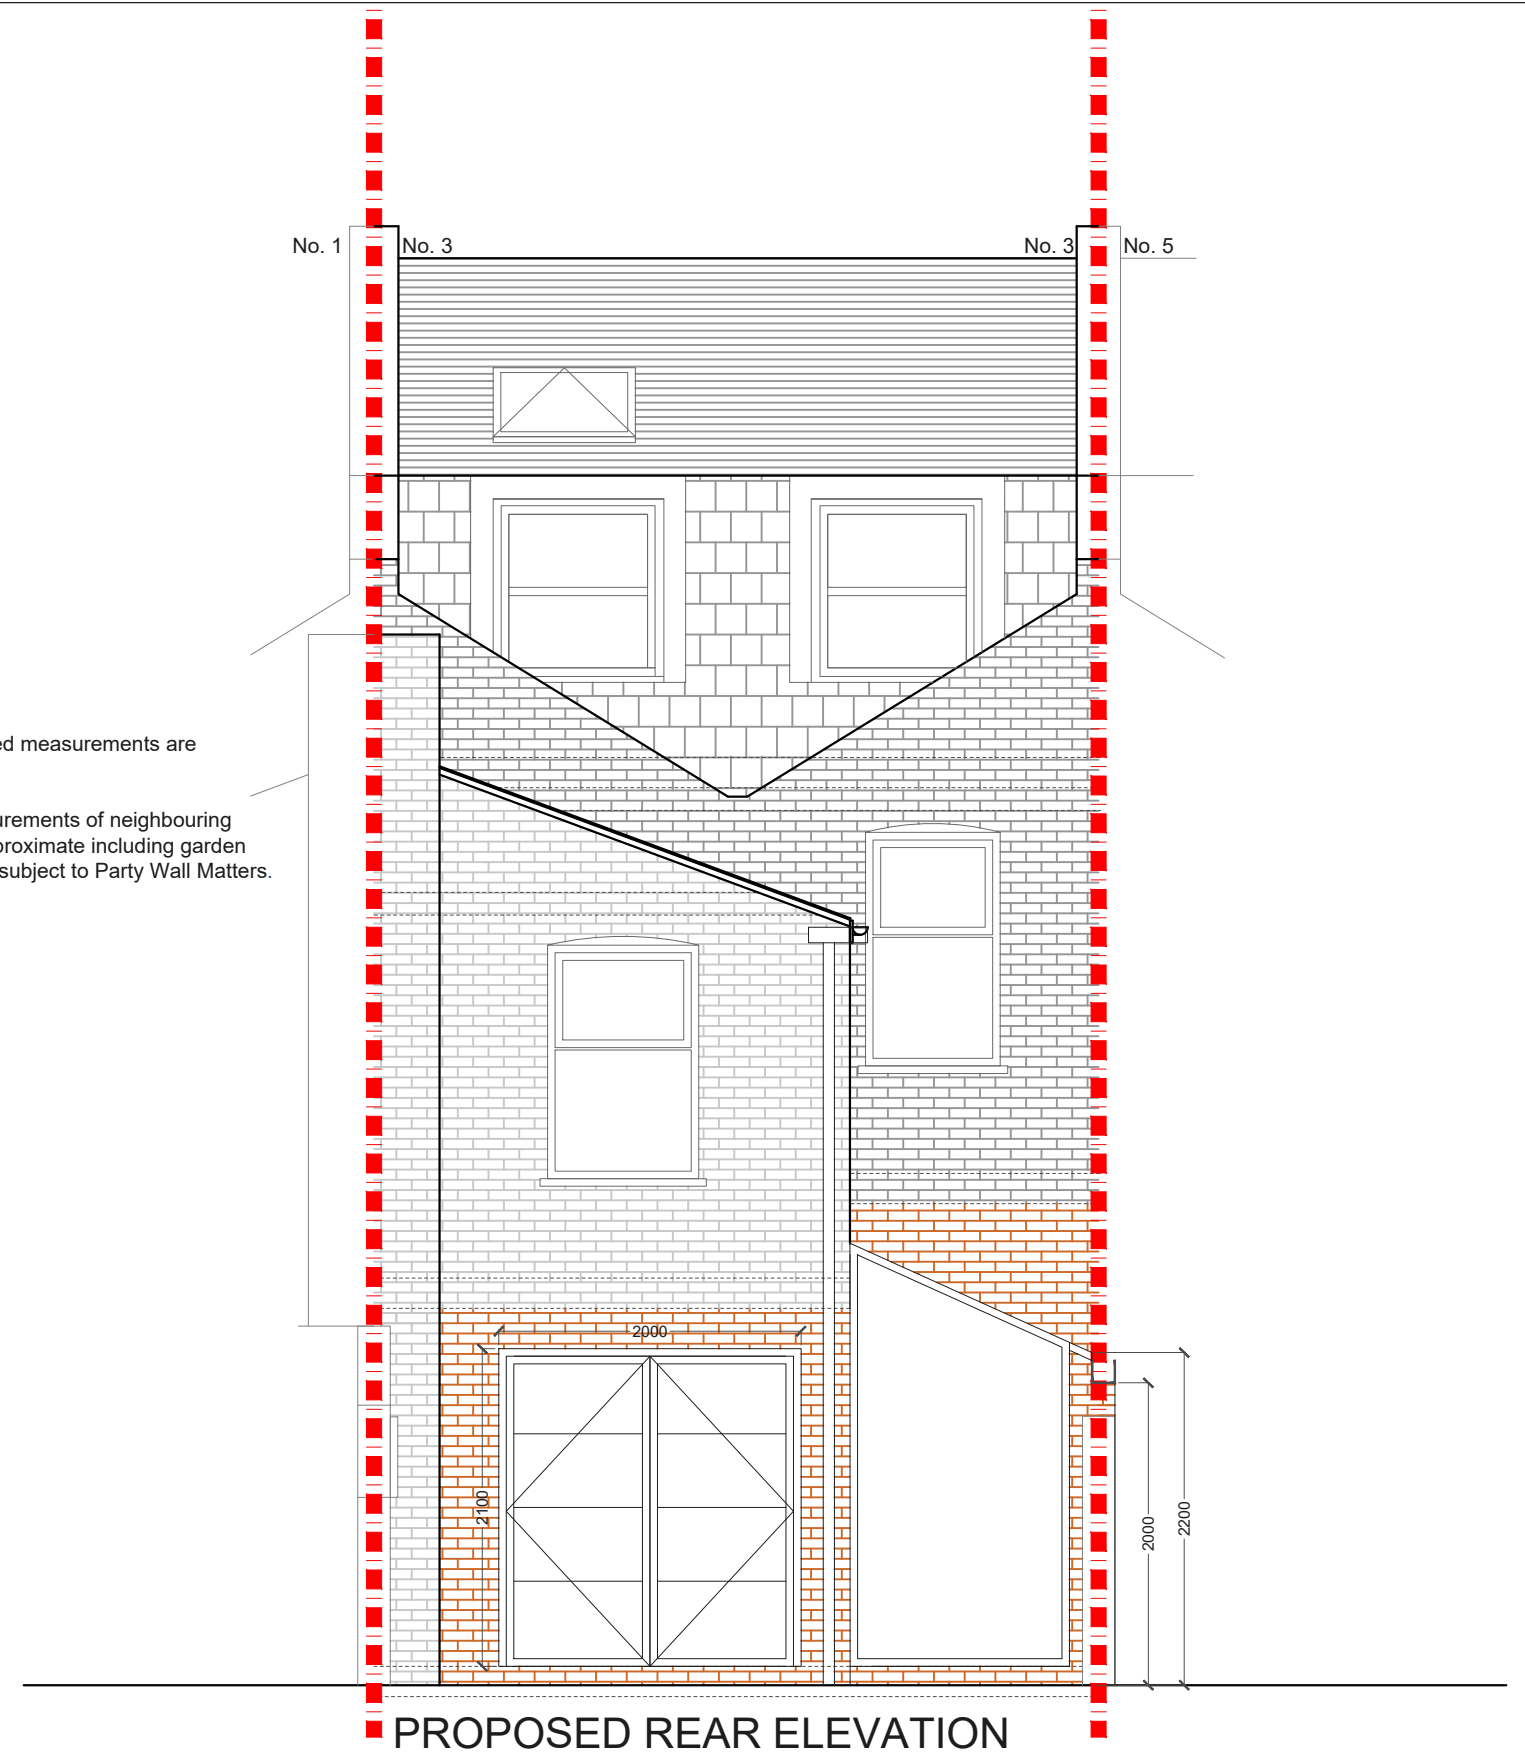 No. 1
No. 3
No. 3
No. 5
ed measurements are
urements of neighbouring
proximate including garden
subject to Party Wall Matters.
2000
2100
2000
2200
PROPOSED REAR ELEVATION